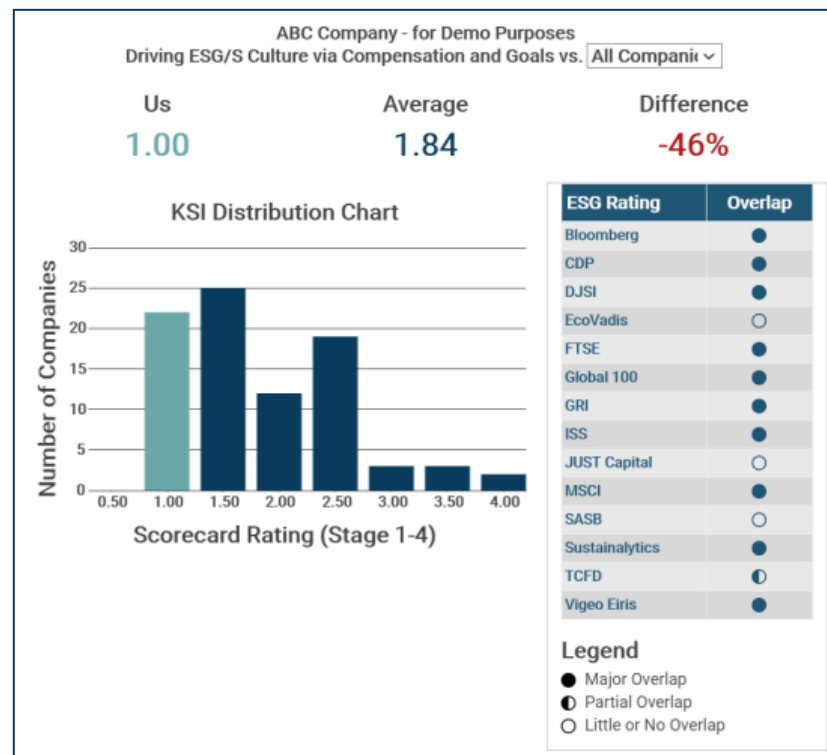 ABC Company - for Demo Purposes
Driving ESG/S Culture via Compensation and Goals vs. All Companie
Us Average Difference
1.00 1.84 -46%
KSI Distribution Chart
Number of Companies
30
25
20
15
10
5
0
0.50 1.00 1.50 2.00 2.50 3.00 3.50 4.00
Scorecard Rating (Stage 1-4)
ESG Rating Overlap
Bloomberg
CDP
DJSI
EcoVadis
FTSE
Global 100
GRI
ISS
JUST Capital
MSCI
SASB
Sustainalytics
TCFD
Vigeo Eiris
Legend
Major Overlap
Partial Overlap
Little or No Overlap